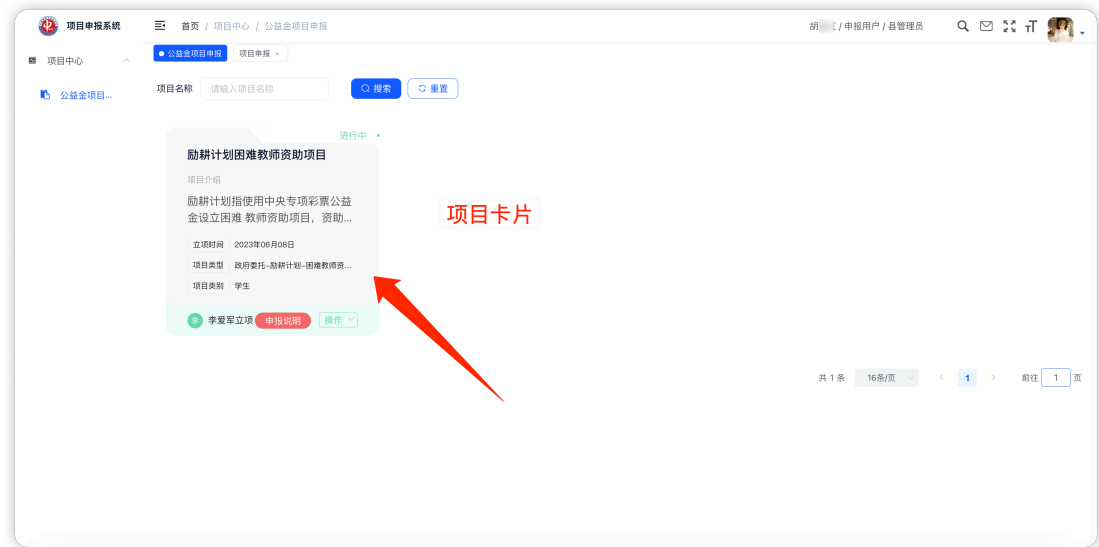 项目申报系统
首页 / 项目中心 / 公益金项目申报
胡 / 申报用户 / 县管理员
项目中心
公益金项目申报
项目申报 ×
公益金项目...
项目名称 请输入项目名称 搜索 重置
进行中
励耕计划困难教师资助项目
项目介绍
励耕计划指使用中央专项彩票公益
金设立困难 教师资助项目，资助...
项目卡片
立项时间 2023年06月08日
项目类型 政府委托-励耕计划-困难教师资...
项目类别 学生
李 李爱军立项 申报说明 操作
共 1 条 16条/页 < 1 > 前往 1 页